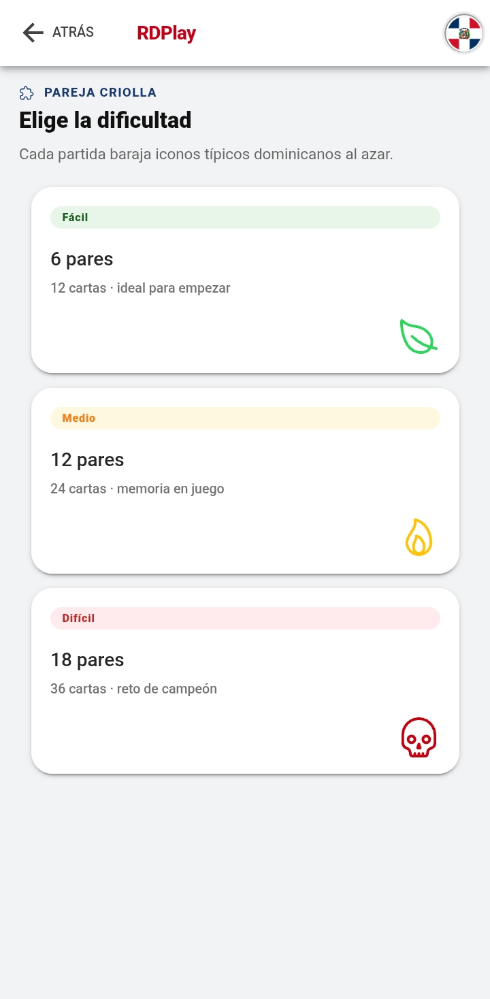 ATRÁS
RDPlay
PAREJA CRIOLLA
Elige la dificultad
Cada partida baraja iconos típicos dominicanos al azar.
Fácil
6 pares
12 cartas · ideal para empezar
Medio
12 pares
24 cartas · memoria en juego
Difícil
18 pares
36 cartas · reto de campeón